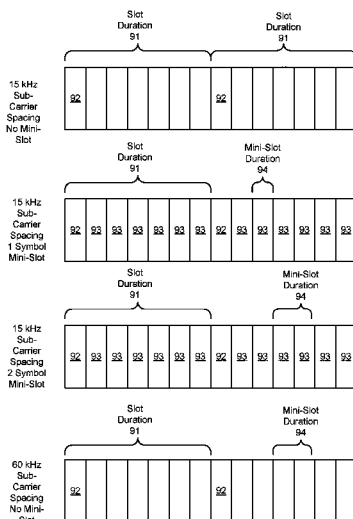 Slot
Duration
91
Slot
Duration
91
15 kHz
Sub-
Carrier
Spacing
No Mini-
Slot
92 92
Slot
Duration
91
Mini-Slot
Duration
94
15 kHz
Sub-
Carrier
Spacing
1 Symbol
Mini-Slot
92 93 93 93 93 93 93 92 93 93 93 93 93 93
Slot
Duration
91
Mini-Slot
Duration
94
15 kHz
Sub-
Carrier
Spacing
2 Symbol
Mini-Slot
92 93 93 93 93 93 93 92 93 93 93 93 93 93
Slot
Duration
91
Mini-Slot
Duration
94
60 kHz
Sub-
Carrier
Spacing
No Mini-
Slot
92 92